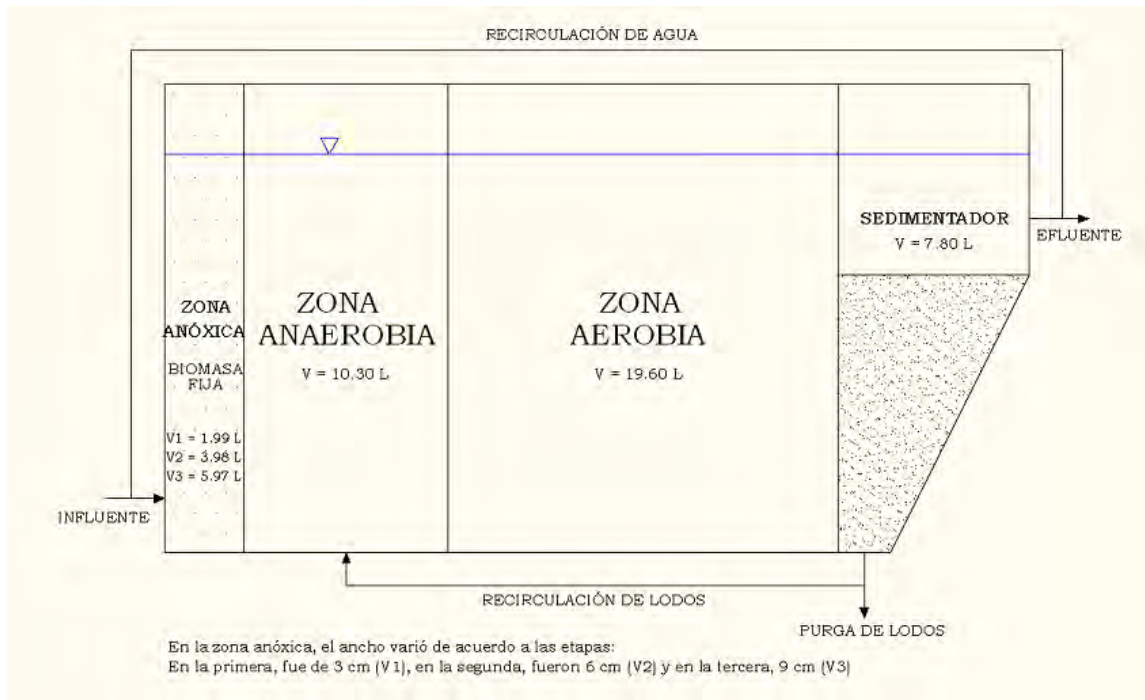 RECIRCULACIÓN DE AGUA
SEDIMENTADOR
V = 7.80 L
EFLUENTE
ZONA
ANÓXICA
BIOMASA
FIJA
V1 = 1.99 L
V2 = 3.98 L
V3 = 5.97 L
ZONA
ANAEROBIA
V = 10.30 L
ZONA
AEROBIA
V = 19.60 L
INFLUENTE
RECIRCULACIÓN DE LODOS
PURGA DE LODOS
En la zona anóxica, el ancho varió de acuerdo a las etapas:
En la primera, fue de 3 cm (V1), en la segunda, fueron 6 cm (V2) y en la tercera, 9 cm (V3)